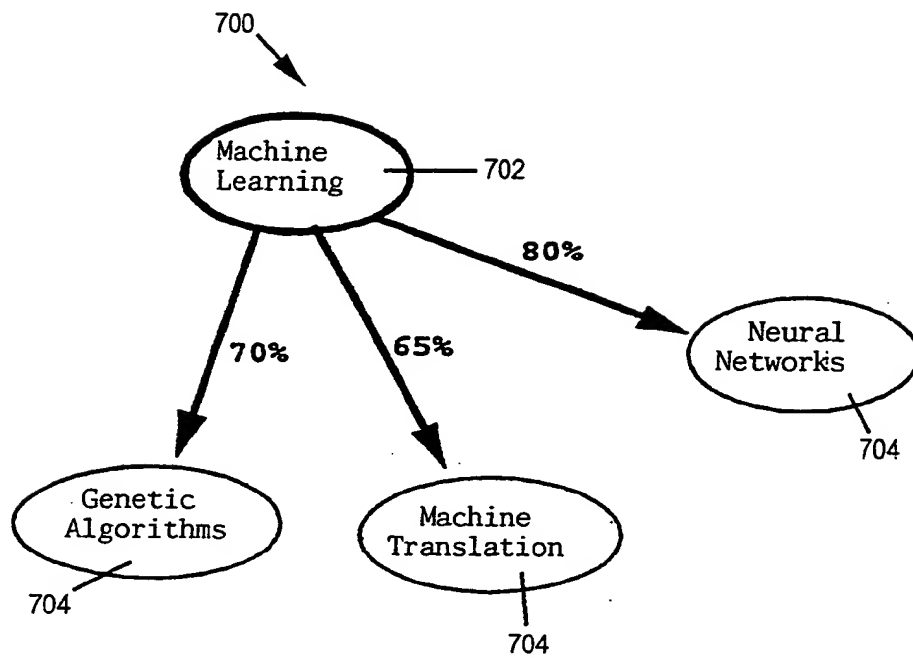 700
Machine
Learning
702
80%
70%
65%
Neural
Networks
704
Genetic
Algorithms
704
Machine
Translation
704